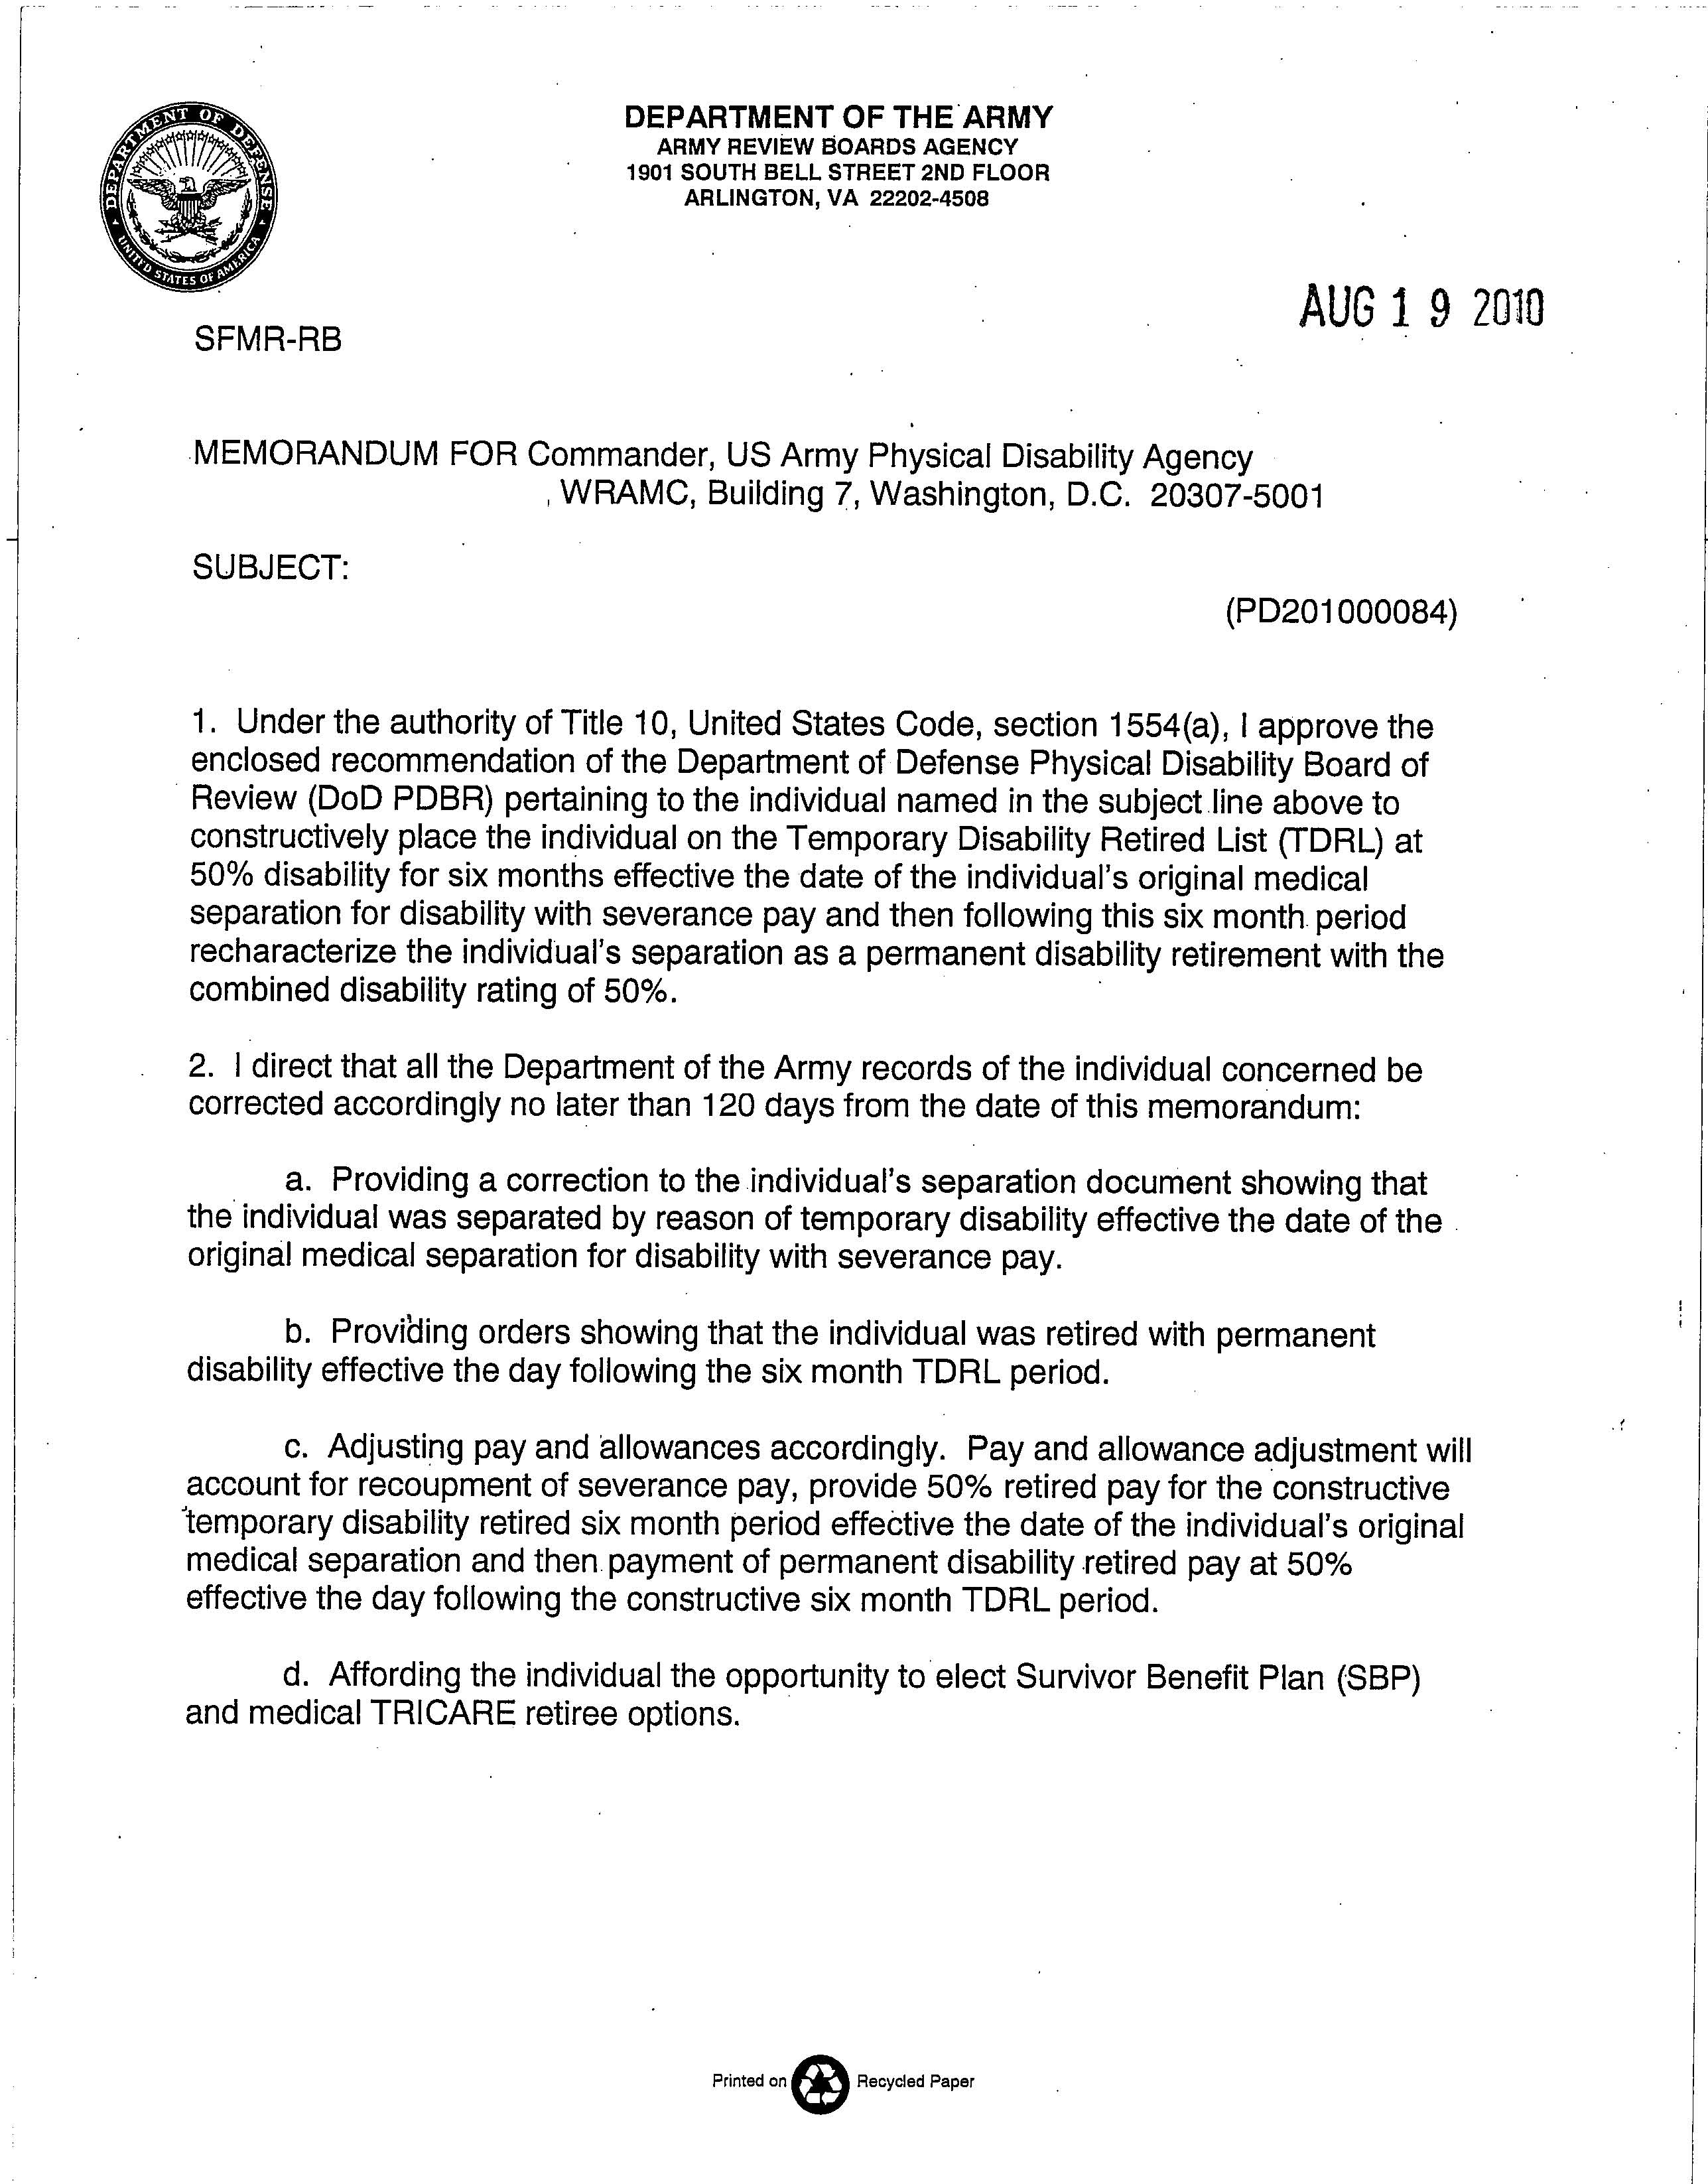 DEPARTMENT OF DEFENSE
UNITED STATES OF AMERICA
DEPARTMENT OF THE ARMY
ARMY REVIEW BOARDS AGENCY
1901 SOUTH BELL STREET 2ND FLOOR
ARLINGTON, VA 22202-4508
AUG 19 2010
SFMR-RB
MEMORANDUM FOR Commander, US Army Physical Disability Agency
WRAMC, Building 7, Washington, D.C. 20307-5001
SUBJECT:
(PD201000084)
1. Under the authority of Title 10, United States Code, section 1554(a), I approve the
enclosed recommendation of the Department of Defense Physical Disability Board of
Review (DoD PDBR) pertaining to the individual named in the subject line above to
constructively place the individual on the Temporary Disability Retired List (TDRL) at
50% disability for six months effective the date of the individual's original medical
separation for disability with severance pay and then following this six month period
recharacterize the individual's separation as a permanent disability retirement with the
combined disability rating of 50%.
2. I direct that all the Department of the Army records of the individual concerned be
corrected accordingly no later than 120 days from the date of this memorandum:
a. Providing a correction to the individual's separation document showing that
the individual was separated by reason of temporary disability effective the date of the
original medical separation for disability with severance pay.
b. Providing orders showing that the individual was retired with permanent
disability effective the day following the six month TDRL period.
c. Adjusting pay and allowances accordingly. Pay and allowance adjustment will
account for recoupment of severance pay, provide 50% retired pay for the constructive
temporary disability retired six month period effective the date of the individual's original
medical separation and then payment of permanent disability retired pay at 50%
effective the day following the constructive six month TDRL period.
d. Affording the individual the opportunity to elect Survivor Benefit Plan (SBP)
and medical TRICARE retiree options.
Printed on Recycled Paper